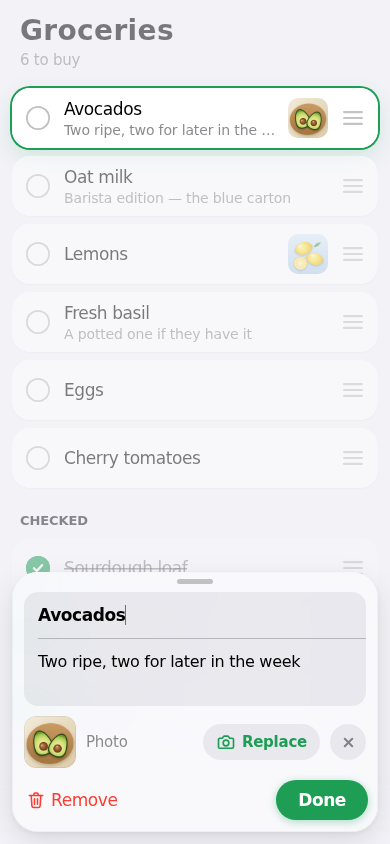 Groceries
6 to buy
Avocados
Two ripe, two for later in the …
Oat milk
Barista edition — the blue carton
Lemons
Fresh basil
A potted one if they have it
Eggs
Cherry tomatoes
CHECKED
Sourdough loaf
Avocados
Two ripe, two for later in the week
Photo
Replace
Remove
Done